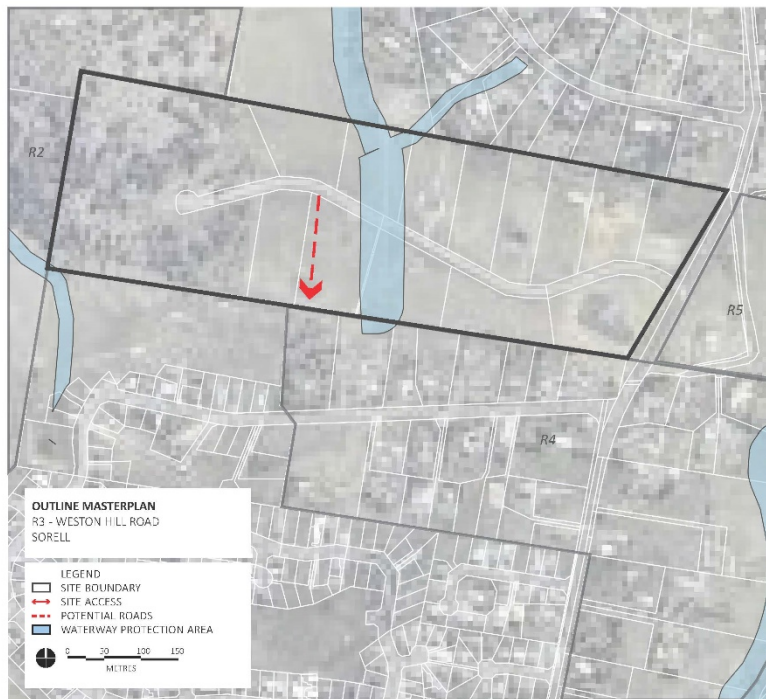 R2
R5
R4
OUTLINE MASTERPLAN
R3 - WESTON HILL ROAD
SORELL
LEGEND
SITE BOUNDARY
SITE ACCESS
POTENTIAL ROADS
WATERWAY PROTECTION AREA
0 50 100 150
METRES